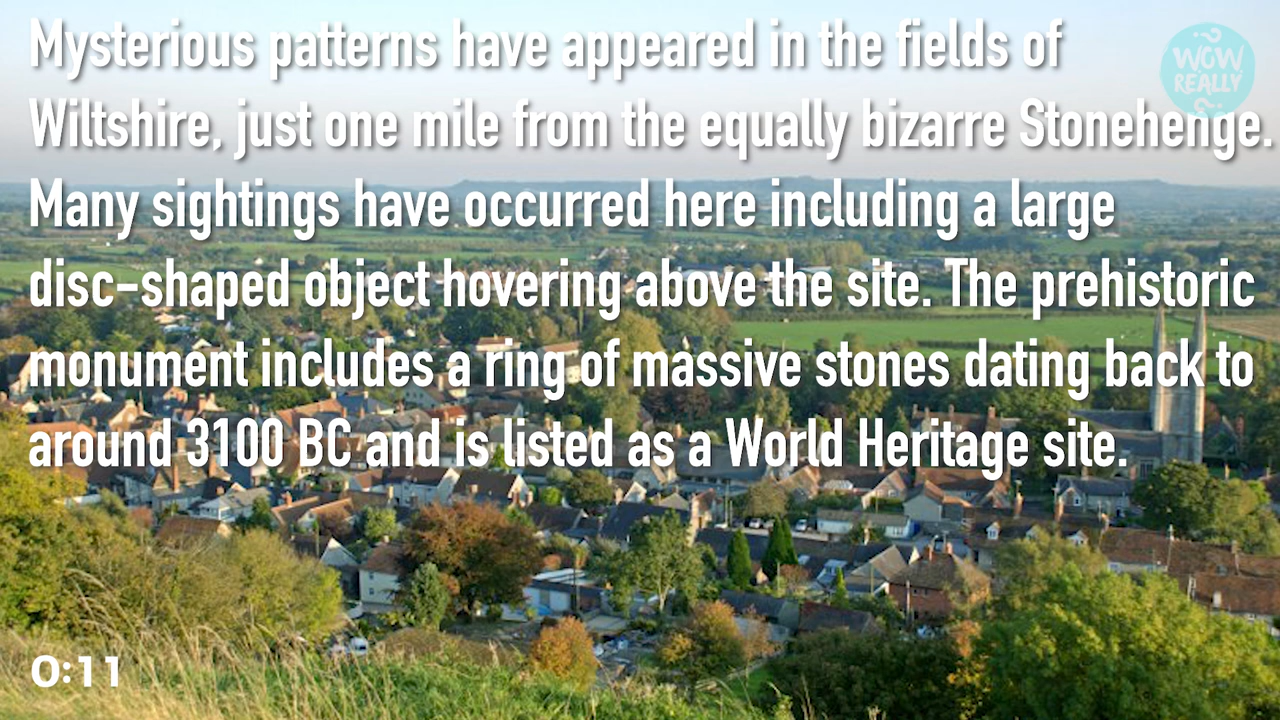 Mysterious patterns have appeared in the fields of
WOW
REALLY
Wiltshire, just one mile from the equally bizarre Stonehenge.
Many sightings have occurred here including a large
disc-shaped object hovering above the site. The prehistoric
monument includes a ring of massive stones dating back to
around 3100 BC and is listed as a World Heritage site.
0:11